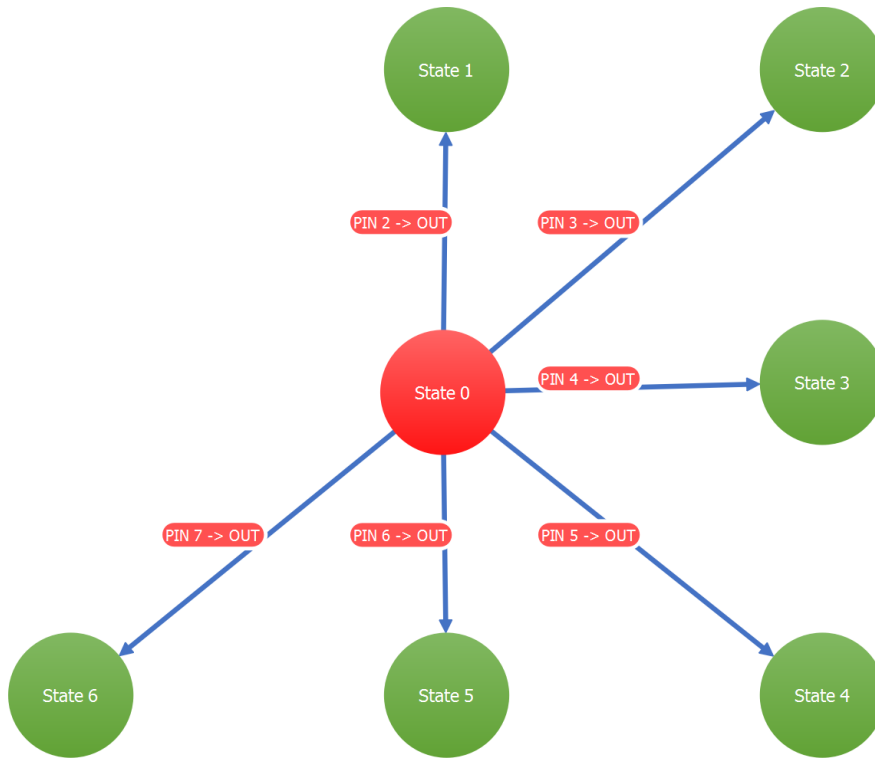 State 1
State 2
PIN 2 -> OUT
PIN 3 -> OUT
PIN 4 -> OUT
State 3
State 0
PIN 7 -> OUT
PIN 6 -> OUT
PIN 5 -> OUT
State 6
State 5
State 4